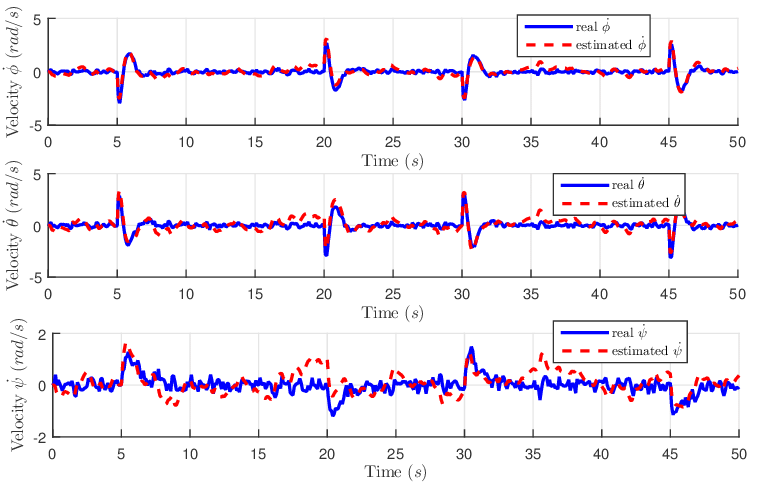 Velocity ϕ̇ (rad/s)
5
0
-5
real ϕ̇
estimated ϕ̇
0 5 10 15 20 25 30 35 40 45 50
Time (s)
Velocity θ̇ (rad/s)
5
0
-5
real θ̇
estimated θ̇
0 5 10 15 20 25 30 35 40 45 50
Time (s)
Velocity ψ̇ (rad/s)
2
0
-2
real ψ̇
estimated ψ̇
0 5 10 15 20 25 30 35 40 45 50
Time (s)